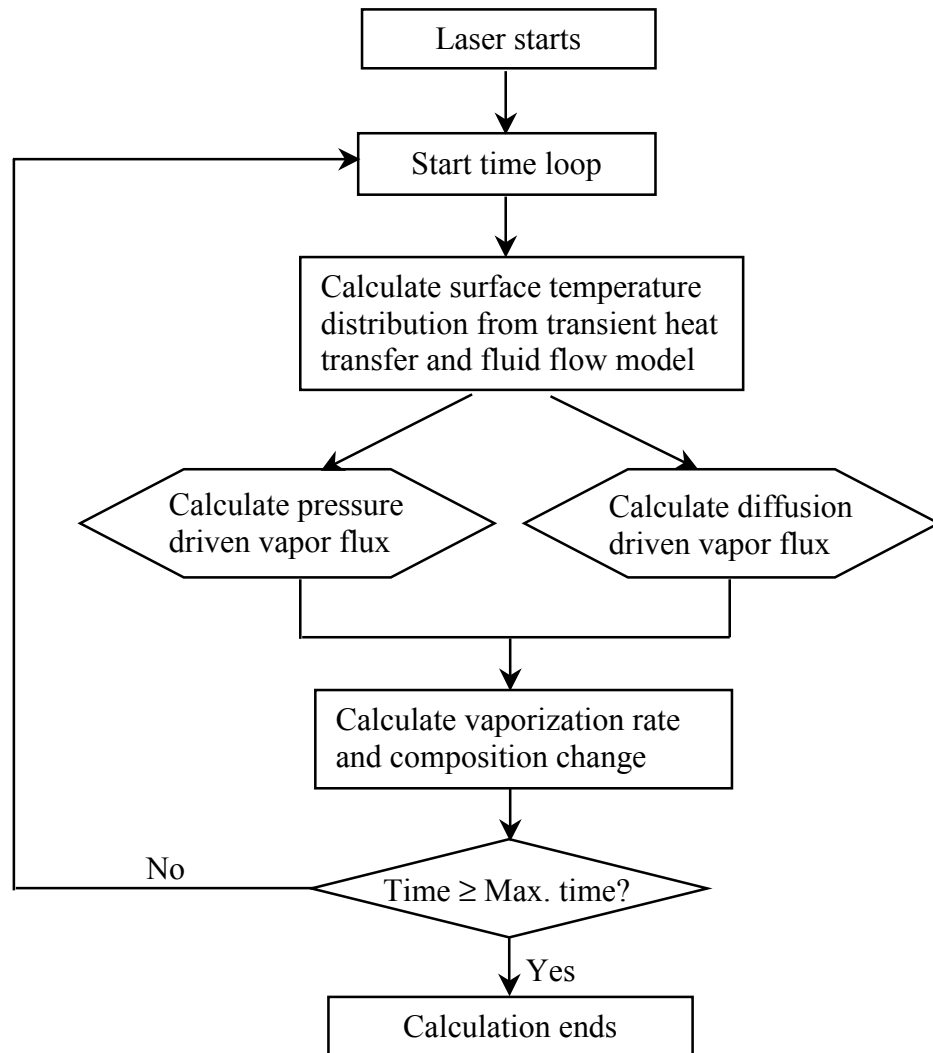 Laser starts
Start time loop
Calculate surface temperature
distribution from transient heat
transfer and fluid flow model
Calculate pressure
driven vapor flux
Calculate diffusion
driven vapor flux
Calculate vaporization rate
and composition change
No
Time ≥ Max. time?
Yes
Calculation ends